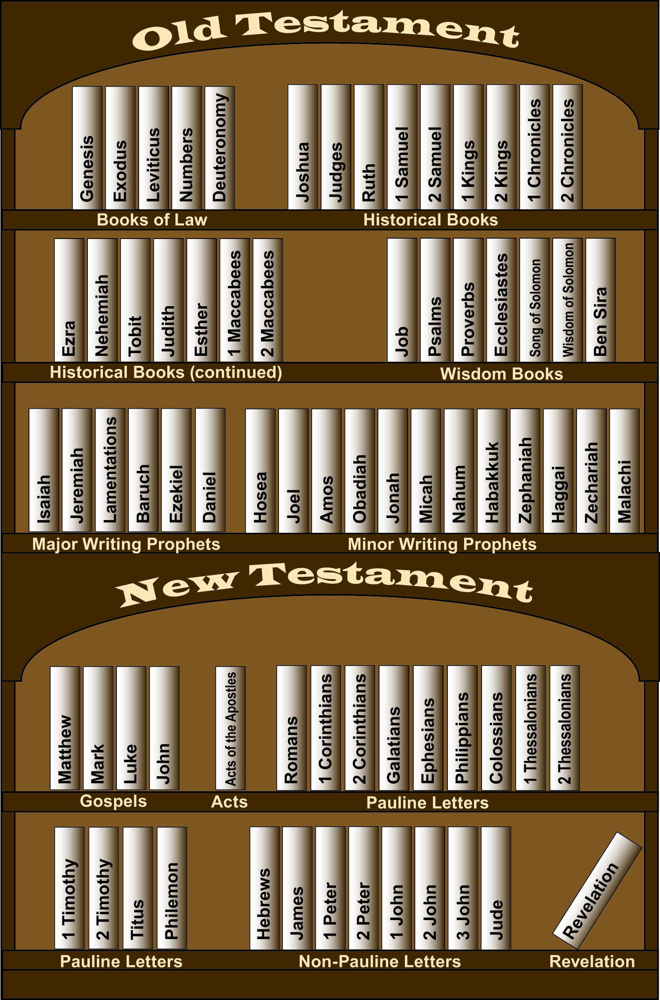 Old Testament
Genesis
Exodus
Leviticus
Numbers
Deuteronomy
Joshua
Judges
Ruth
1 Samuel
2 Samuel
1 Kings
2 Kings
1 Chronicles
2 Chronicles
Books of Law
Historical Books
Ezra
Nehemiah
Tobit
Judith
Esther
1 Maccabees
2 Maccabees
Job
Psalms
Proverbs
Ecclesiastes
Song of Solomon
Wisdom of Solomon
Ben Sira
Historical Books (continued)
Wisdom Books
Isaiah
Jeremiah
Lamentations
Baruch
Ezekiel
Daniel
Hosea
Joel
Amos
Obadiah
Jonah
Micah
Nahum
Habakkuk
Zephaniah
Haggai
Zechariah
Malachi
Major Writing Prophets
Minor Writing Prophets
New Testament
Matthew
Mark
Luke
John
Acts of the Apostles
Romans
1 Corinthians
2 Corinthians
Galatians
Ephesians
Philippians
Colossians
1 Thessalonians
2 Thessalonians
Gospels
Acts
Pauline Letters
1 Timothy
2 Timothy
Titus
Philemon
Hebrews
James
1 Peter
2 Peter
1 John
2 John
3 John
Jude
Revelation
Pauline Letters
Non-Pauline Letters
Revelation